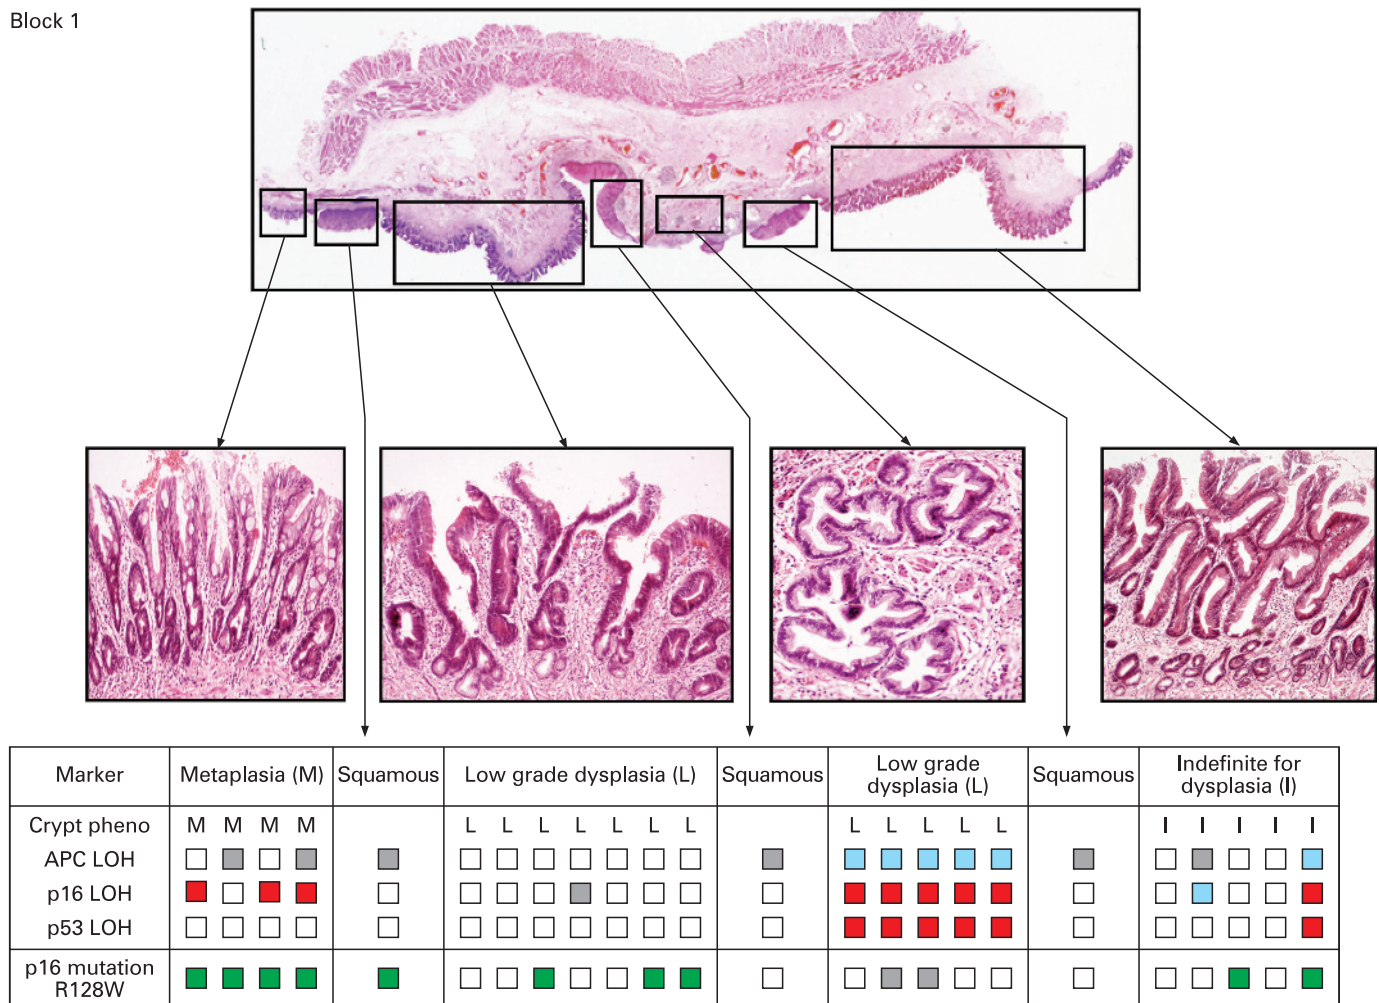 Block 1
Marker Metaplasia (M) Squamous Low grade dysplasia (L) Squamous Low grade dysplasia (L) Squamous Indefinite for dysplasia (I)
Crypt pheno M M M M L L L L L L L L L L L L I I I I I
APC LOH
p16 LOH
p53 LOH
p16 mutation
R128W